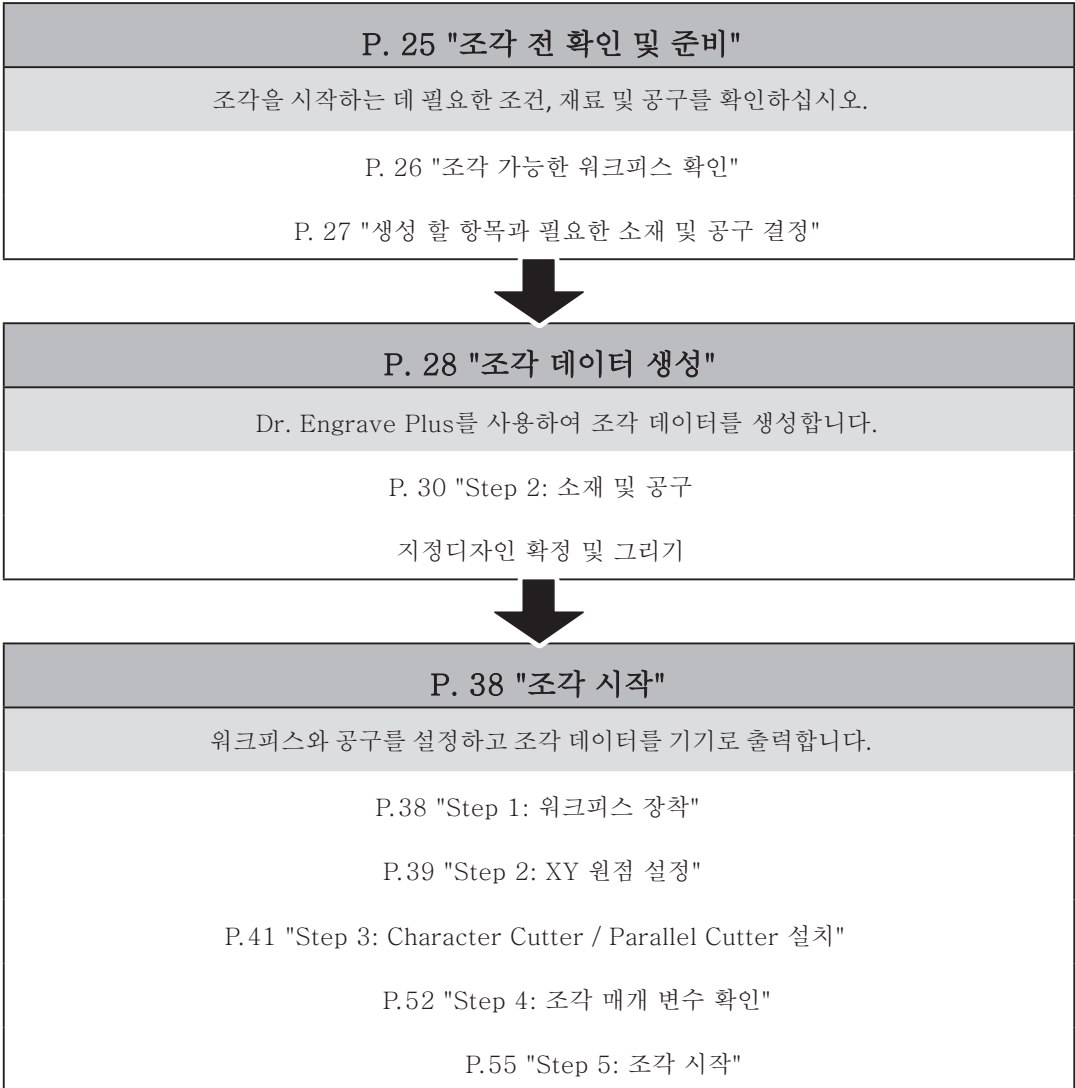 P. 25 "조각 전 확인 및 준비"
조각을 시작하는 데 필요한 조건, 재료 및 공구를 확인하십시오.
P. 26 "조각 가능한 워크피스 확인"
P. 27 "생성 할 항목과 필요한 소재 및 공구 결정"
P. 28 "조각 데이터 생성"
Dr. Engrave Plus를 사용하여 조각 데이터를 생성합니다.
P. 30 "Step 2: 소재 및 공구
지정디자인 확정 및 그리기
P. 38 "조각 시작"
워크피스와 공구를 설정하고 조각 데이터를 기기로 출력합니다.
P.38 "Step 1: 워크피스 장착"
P.39 "Step 2: XY 원점 설정"
P.41 "Step 3: Character Cutter / Parallel Cutter 설치"
P.52 "Step 4: 조각 매개 변수 확인"
P.55 "Step 5: 조각 시작"